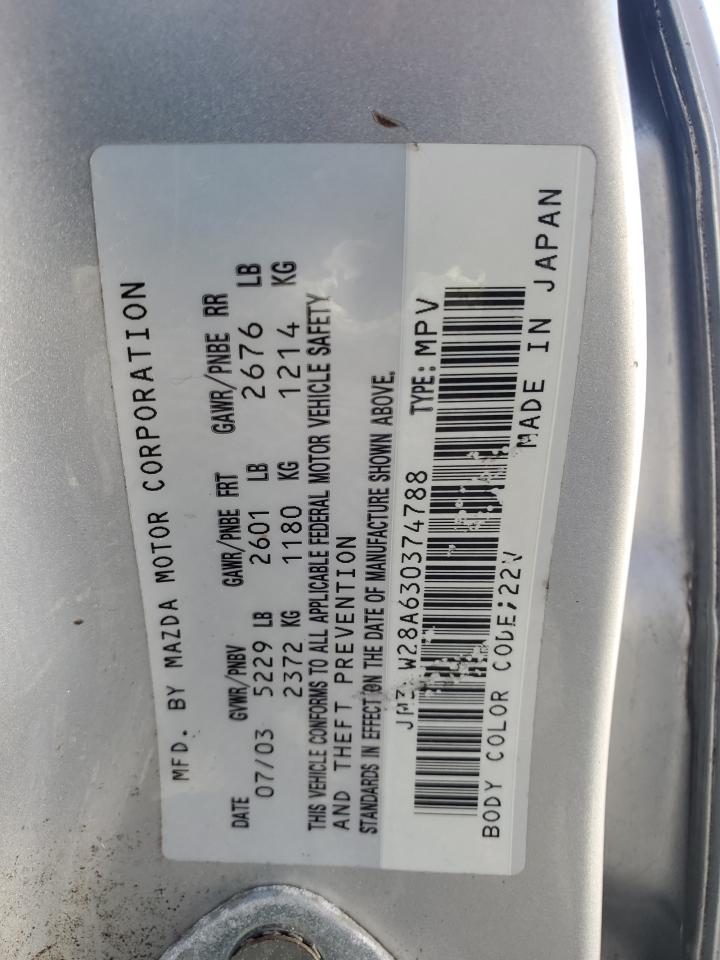 MFD. BY MAZDA MOTOR CORPORATION
DATE GVWR/PNBV GAWR/PNBE FRT GAWR/PNBE RR
07/03 5229 LB 2601 LB 2676 LB
2372 KG 1180 KG 1214 KG
THIS VEHICLE CONFORMS TO ALL APPLICABLE FEDERAL MOTOR VEHICLE SAFETY
AND THEFT PREVENTION
STANDARDS IN EFFECT ON THE DATE OF MANUFACTURE SHOWN ABOVE.
JM3 W28A630374788 TYPE: MPV
BODY COLOR CODE;22V MADE IN JAPAN